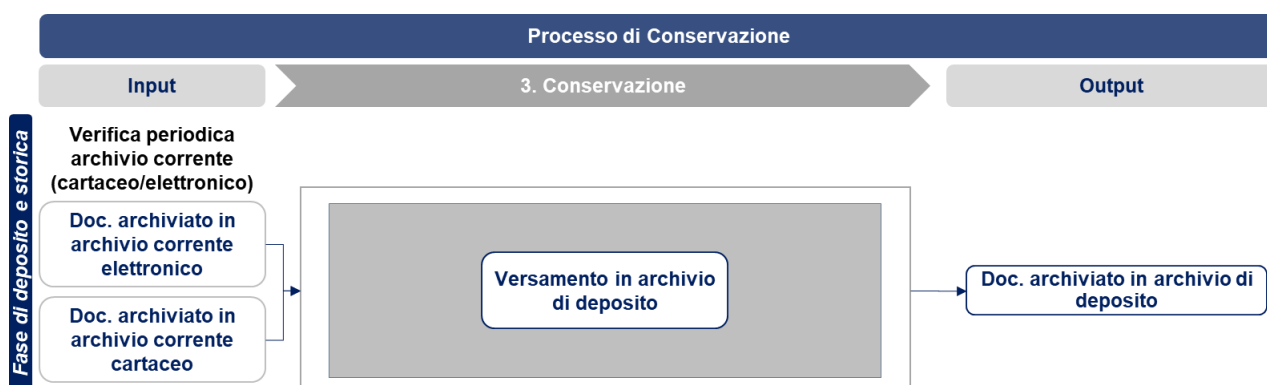 Processo di Conservazione
Input
3. Conservazione
Output
Fase di deposito e storica
Verifica periodica
archivio corrente
(cartaceo/elettronico)
Doc. archiviato in
archivio corrente
elettronico
Doc. archiviato in
archivio corrente
cartaceo
Versamento in archivio
di deposito
Doc. archiviato in archivio di
deposito